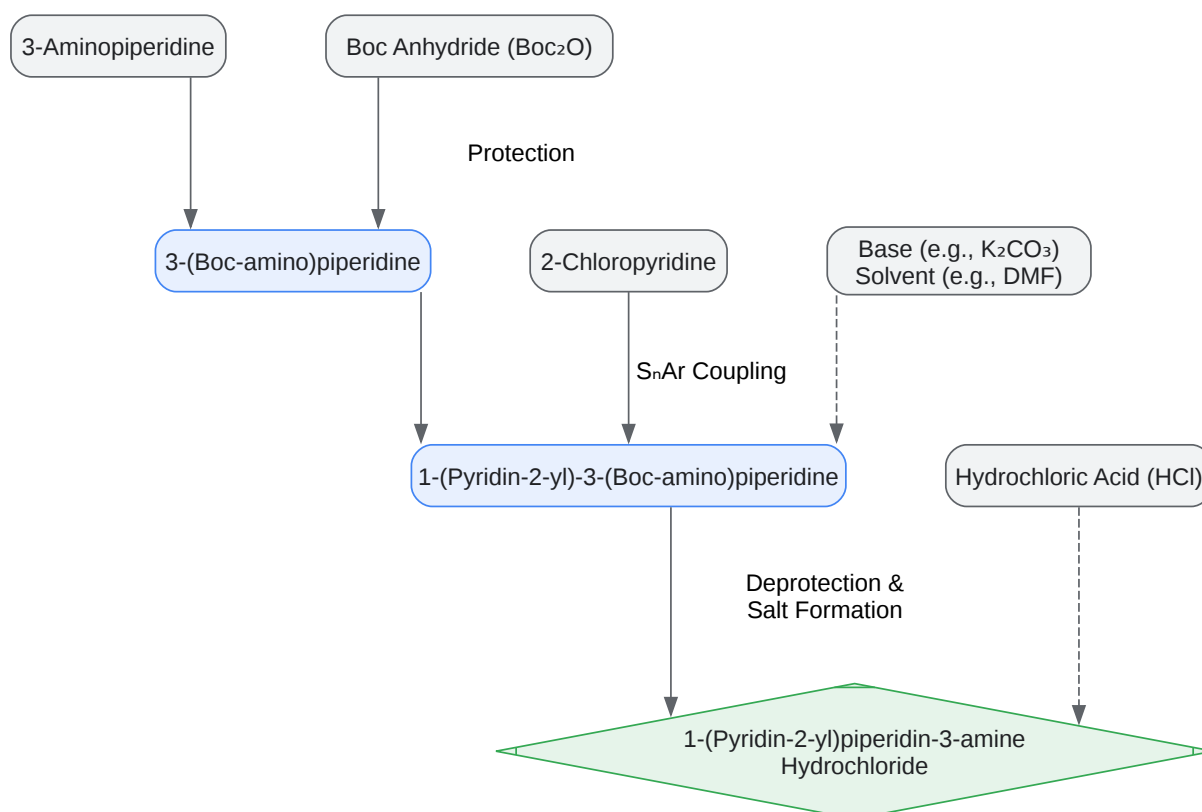 3-Aminopiperidine
Boc Anhydride (Boc₂O)
Protection
3-(Boc-amino)piperidine
2-Chloropyridine
Base (e.g., K₂CO₃)
Solvent (e.g., DMF)
SₙAr Coupling
1-(Pyridin-2-yl)-3-(Boc-amino)piperidine
Hydrochloric Acid (HCl)
Deprotection &
Salt Formation
1-(Pyridin-2-yl)piperidin-3-amine
Hydrochloride